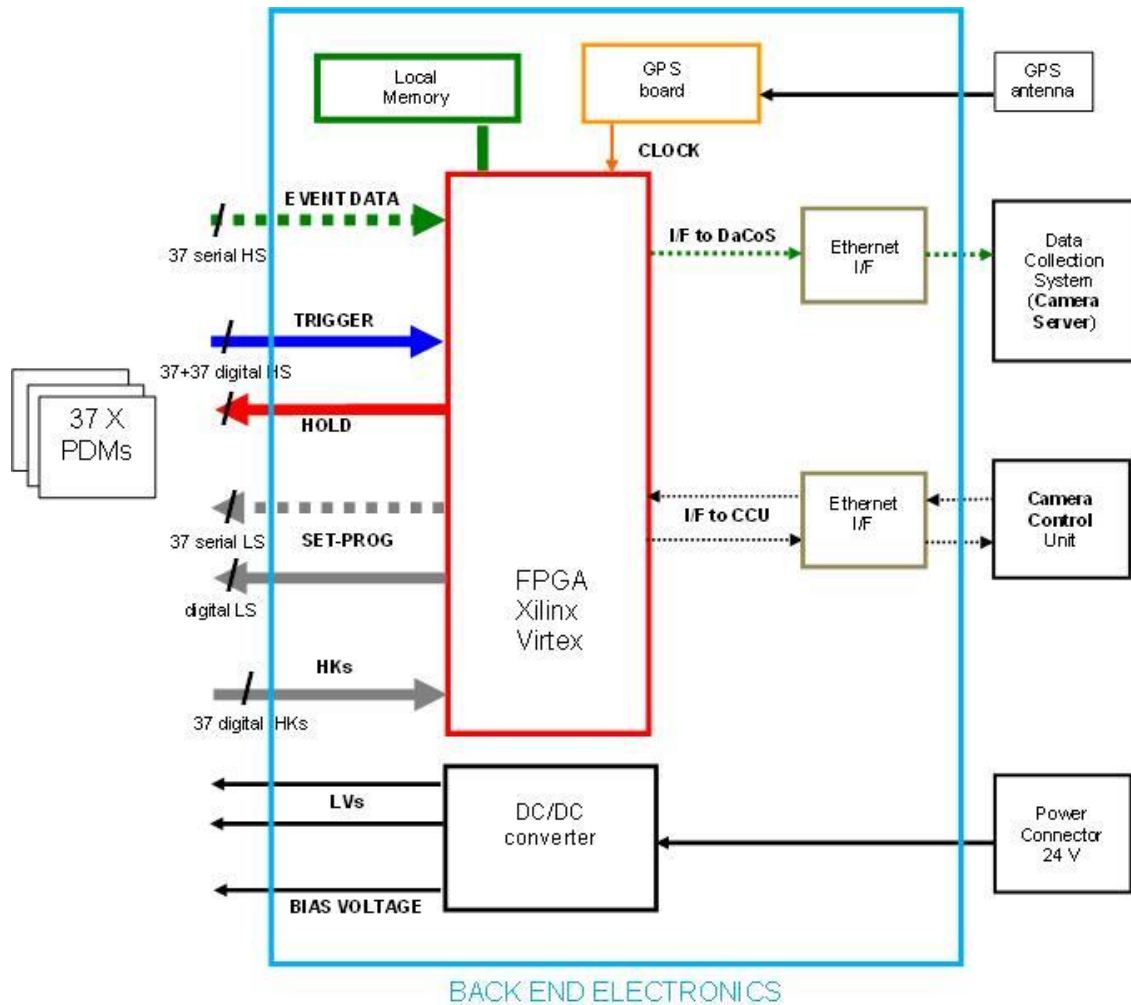 Local
Memory
GPS
board
GPS
antenna
CLOCK
EVENT DATA
37 serial HS
I/F to DaCoS
Ethernet
I/F
Data
Collection
System
(Camera
Server)
TRIGGER
37+37 digital HS
37 X
PDMs
HOLD
37 serial LS
SET-PROG
digital LS
I/F to CCU
Ethernet
I/F
Camera
Control
Unit
FPGA
Xilinx
Virtex
HKs
37 digital HKs
LVs
DC/DC
converter
Power
Connector
24 V
BIAS VOLTAGE
BACK END ELECTRONICS